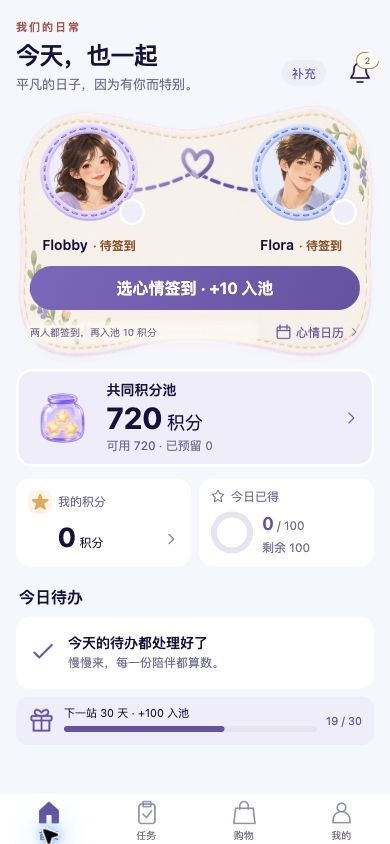 我们的日常
今天，也一起
平凡的日子，因为有你而特别。
补充
2
Flobby · 待签到
Flora · 待签到
选心情签到 · +10 入池
两人都签到，再入池 10 积分
心情日历
共同积分池
720 积分
可用 720 · 已预留 0
我的积分
0 积分
今日已得
0 / 100
剩余 100
今日待办
今天的待办都处理好了
慢慢来，每一份陪伴都算数。
下一站 30 天 · +100 入池
19 / 30
任务
购物
我的